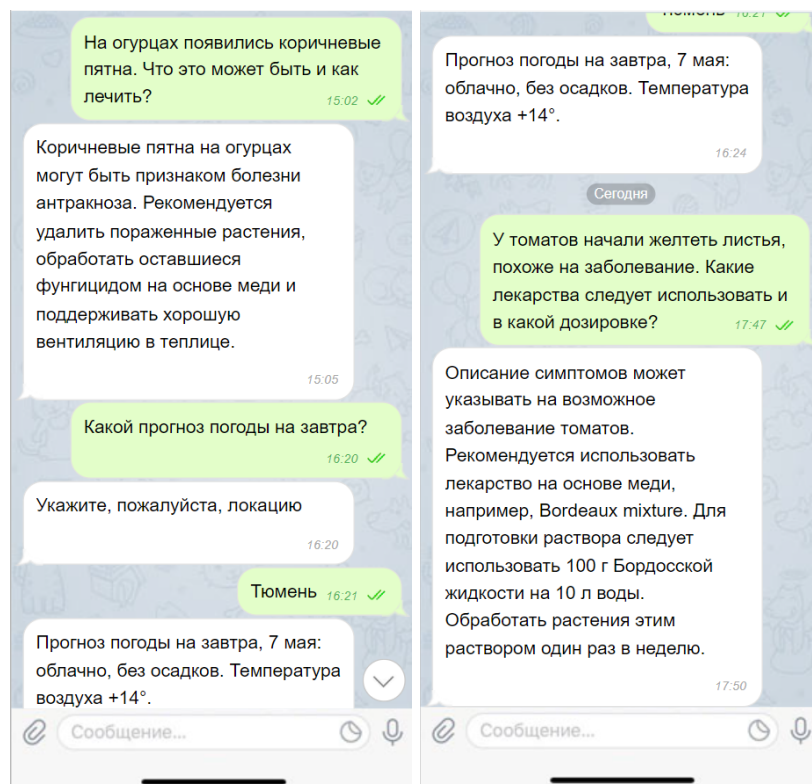 На огурцах появились коричневые
пятна. Что это может быть и как
лечить?
15:02
Коричневые пятна на огурцах
могут быть признаком болезни
антракноза. Рекомендуется
удалить пораженные растения,
обработать оставшиеся
фунгицидом на основе меди и
поддерживать хорошую
вентиляцию в теплице.
15:05
Какой прогноз погоды на завтра?
16:20
Укажите, пожалуйста, локацию
16:20
Тюмень 16:21
Прогноз погоды на завтра, 7 мая:
облачно, без осадков. Температура
воздуха +14°.
Сообщение...
Тюмень 16:21
Прогноз погоды на завтра, 7 мая:
облачно, без осадков. Температура
воздуха +14°.
16:24
Сегодня
У томатов начали желтеть листья,
похоже на заболевание. Какие
лекарства следует использовать и
в какой дозировке?
17:47
Описание симптомов может
указывать на возможное
заболевание томатов.
Рекомендуется использовать
лекарство на основе меди,
например, Bordeaux mixture. Для
подготовки раствора следует
использовать 100 г Бордосской
жидкости на 10 л воды.
Обработать растения этим
раствором один раз в неделю.
17:50
Сообщение...